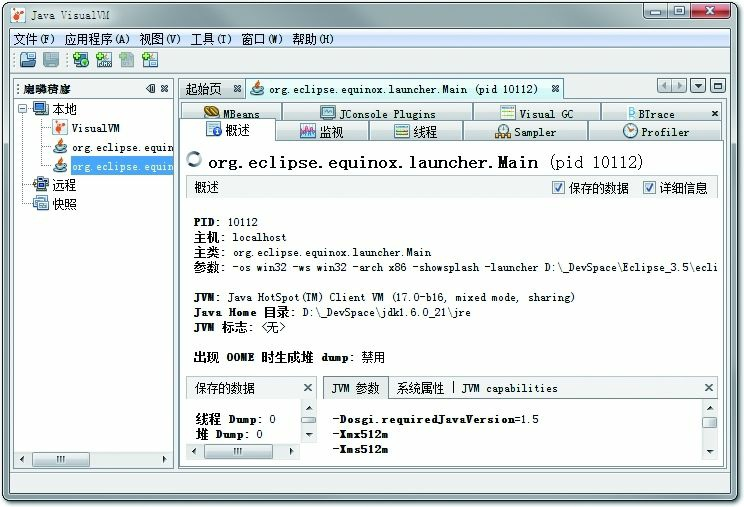 Java VisualVM
文件(F) 应用程序(A) 视图(V) 工具(I) 窗口(W) 帮助(H)
本地
VisualVM
org.eclipse.equin
org.eclipse.equin
远程
快照
起始页 org.eclipse.equinox.launcher.Main (pid 10112)
MBeans JConsole Plugins Visual GC BTrace
概述 监视 线程 Sampler Profiler
org.eclipse.equinox.launcher.Main (pid 10112)
概述 保存的数据 详细信息
PID: 10112
主机: localhost
主类: org.eclipse.equinox.launcher.Main
参数: -os win32 -ws win32 -arch x86 -showsplash -launcher D:\_DevSpace\Eclipse_3.5\ecli
JVM: Java HotSpot(TM) Client VM (17.0-b16, mixed mode, sharing)
Java Home 目录: D:\_DevSpace\jdk1.6.0_21\jre
JVM 标志: <无>
出现 OOME 时生成堆 dump: 禁用
保存的数据 JVM 参数 系统属性 JVM capabilities
线程 Dump: 0
堆 Dump: 0
-Dosgi.requiredJavaVersion=1.5
-Xmx512m
-Xms512m